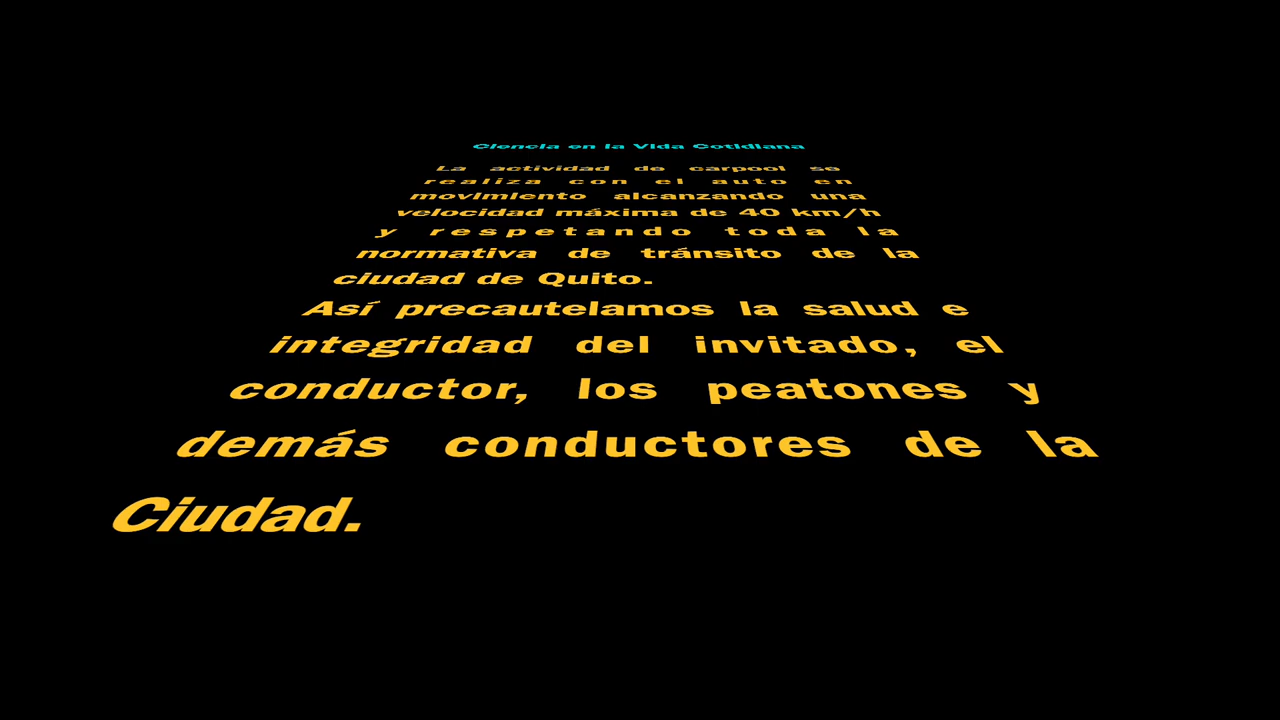 Ciencia en la Vida Cotidiana
La actividad de carpool se
realiza con el auto en
movimiento alcanzando una
velocidad máxima de 40 km/h
y respetando toda la
normativa de tránsito de la
ciudad de Quito.
Así precautelamos la salud e
integridad del invitado, el
conductor, los peatones y
demás conductores de la
Ciudad.